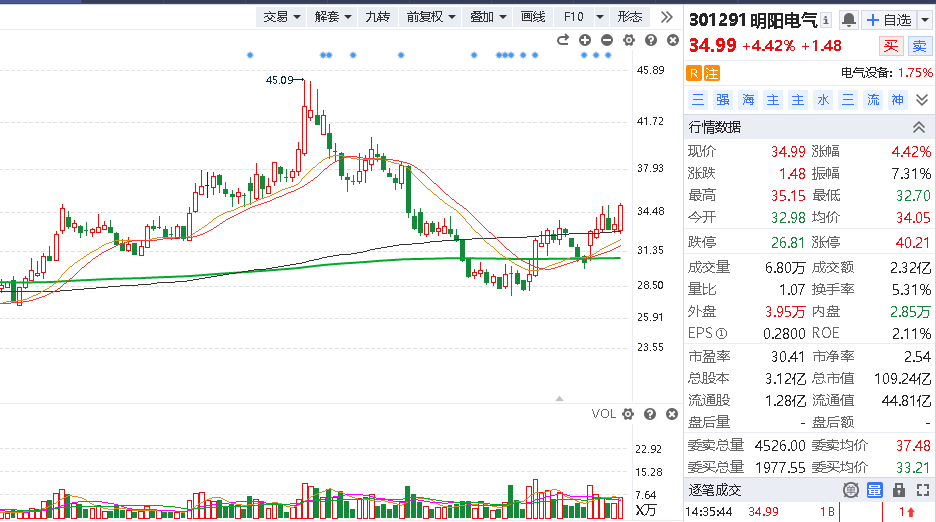 交易 解套 九转 前复权 叠加 画线 F10 形态
301291 明阳电气
自选
34.99 +4.42% +1.48
买 卖
R 注 电气设备: 1.75%
三 强 海 主 主 水 三 流 神
行情数据
现价 34.99 涨幅 4.42%
涨跌 1.48 振幅 7.31%
最高 35.15 最低 32.70
今开 32.98 均价 34.05
跌停 26.81 涨停 40.21
成交量 6.80万 成交额 2.32亿
量比 1.07 换手率 5.31%
外盘 3.95万 内盘 2.85万
EPS① 0.2800 ROE 2.11%
市盈率 30.41 市净率 2.54
总股本 3.12亿 总市值 109.24亿
流通股 1.28亿 流通值 44.81亿
盘后量 - 盘后额 -
委卖总量 4526.00 委卖均价 37.48
委买总量 1977.55 委买均价 33.21
逐笔成交 量
14:35:44 34.99 1B 1
45.09
45.89
41.72
37.93
34.48
31.35
28.50
25.91
23.55
VOL
22.92
15.28
7.64
X万